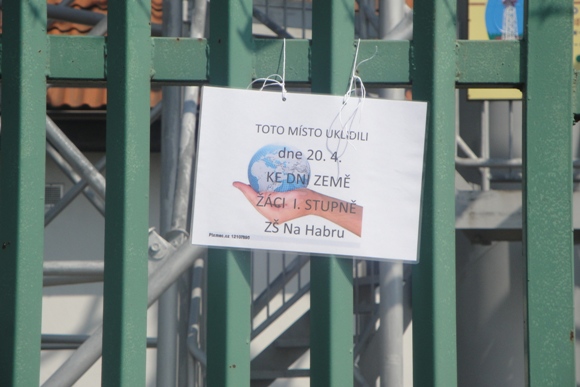 TOTO MÍSTO UKLIDILI
dne 20. 4.
KE DNI ZEMĚ
ŽÁCI I. STUPNĚ
ZŠ Na Habru